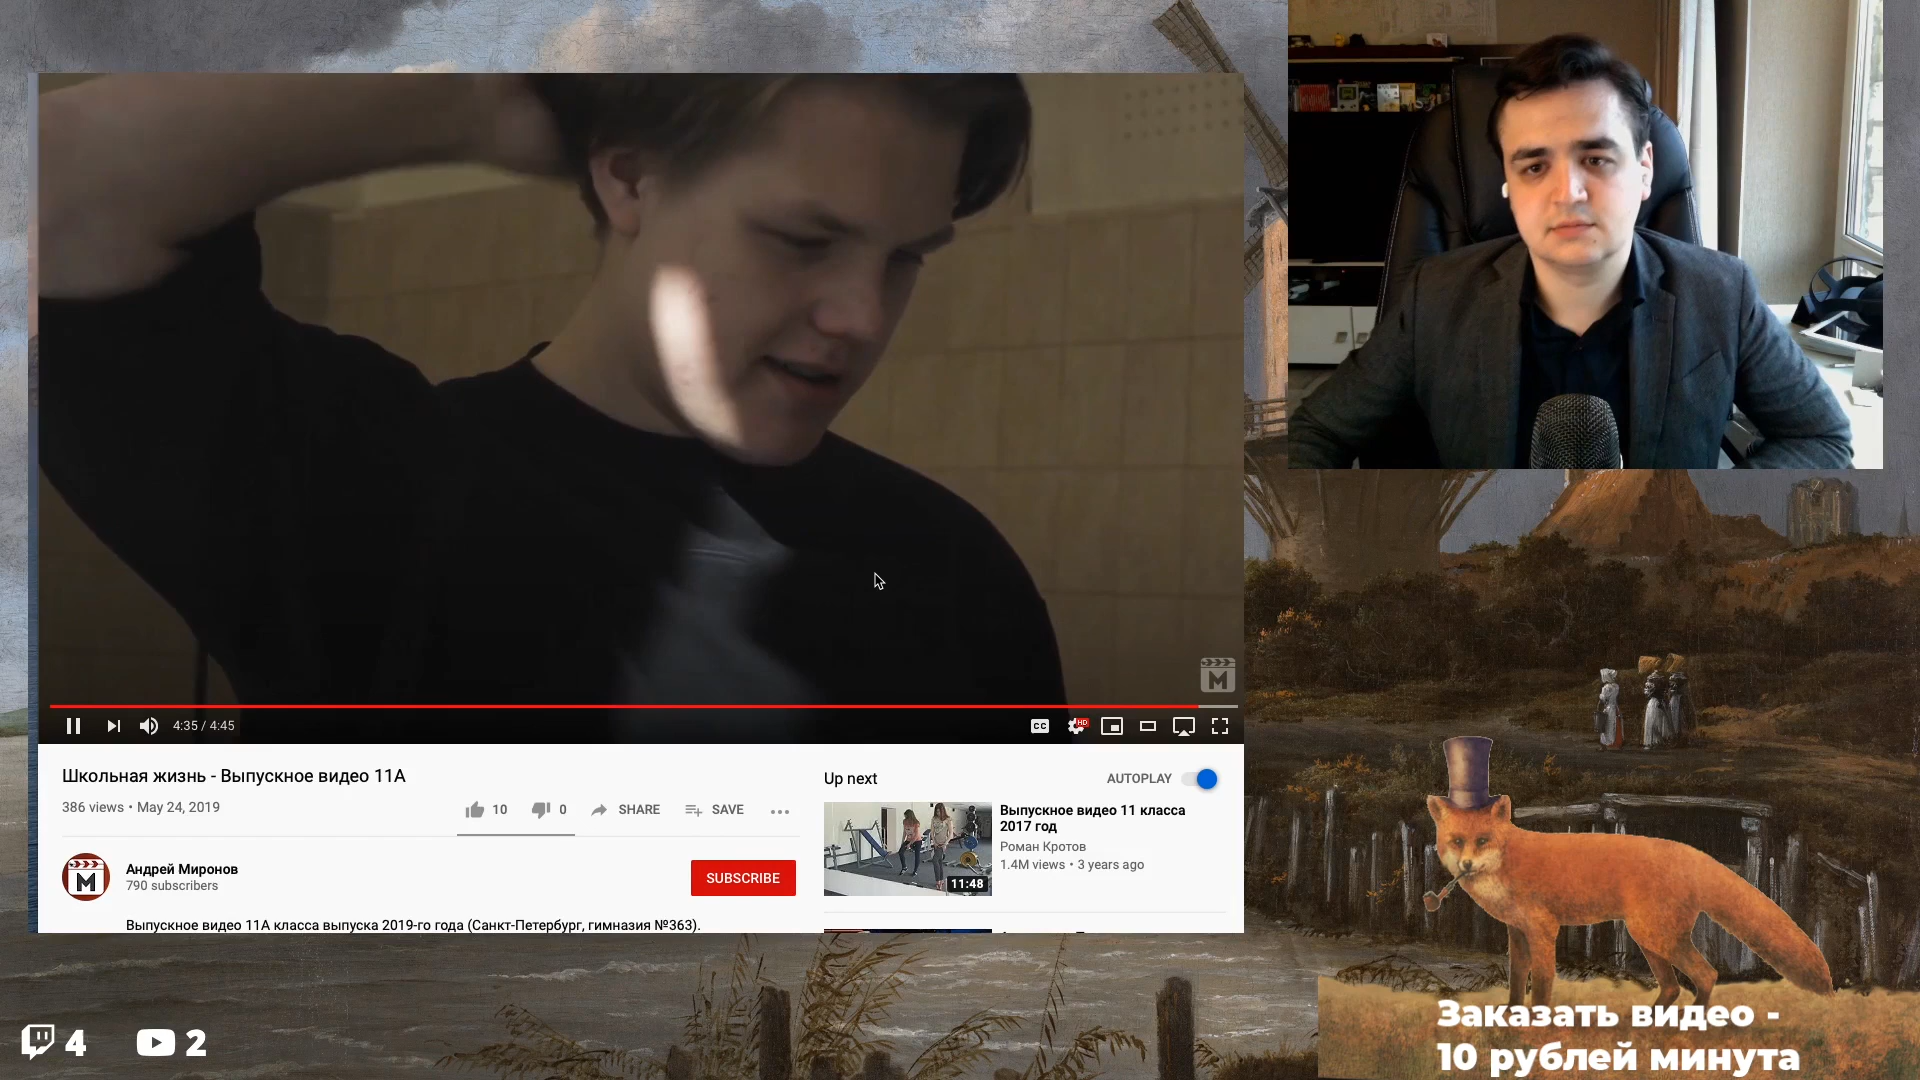 M
4:35 / 4:45
CC
HD
Школьная жизнь - Выпускное видео 11А
386 views • May 24, 2019
10
0
SHARE
SAVE
M
Андрей Миронов
790 subscribers
SUBSCRIBE
Выпускное видео 11А класса выпуска 2019-го года (Санкт-Петербург, гимназия №363).
Up next
AUTOPLAY
11:48
Выпускное видео 11 класса
2017 год
Роман Кротов
1.4M views • 3 years ago
4
2
Заказать видео -
10 рублей минута